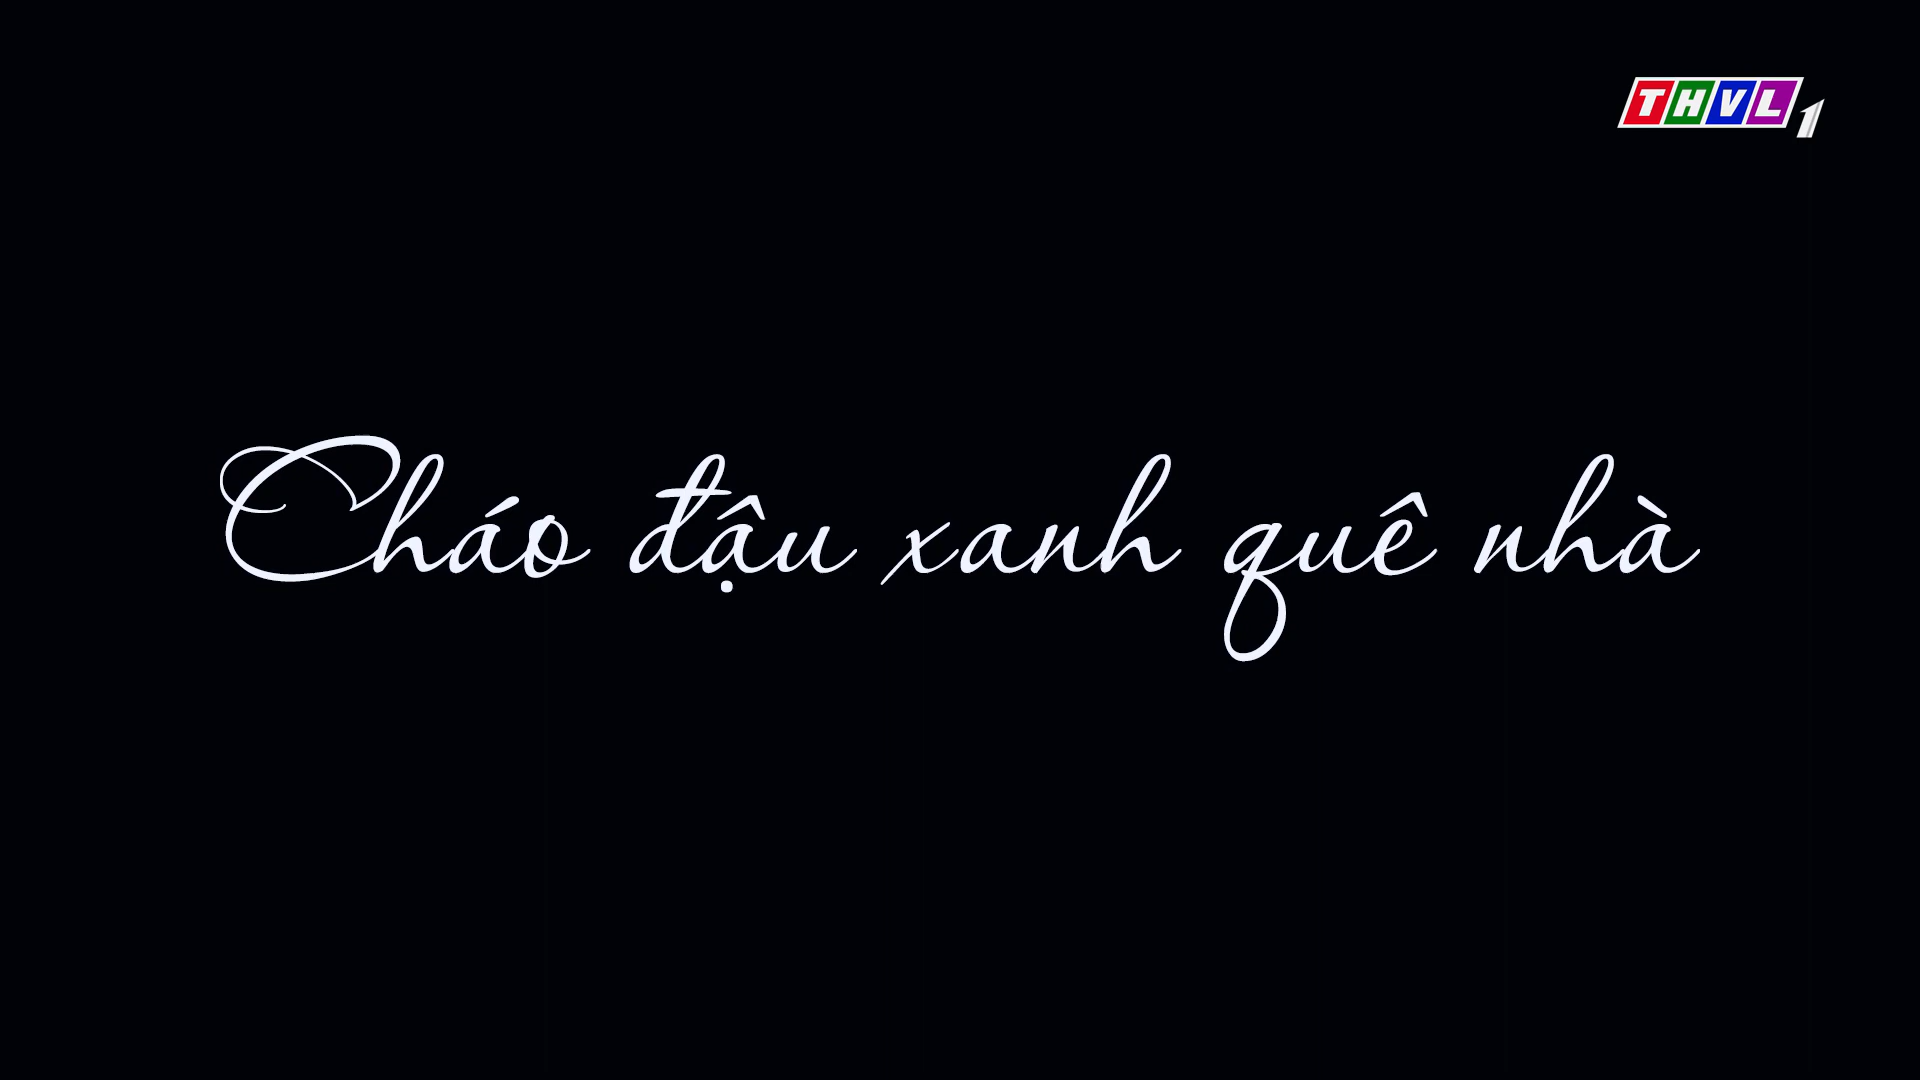 THVL1
Cháo đậu xanh quê nhà